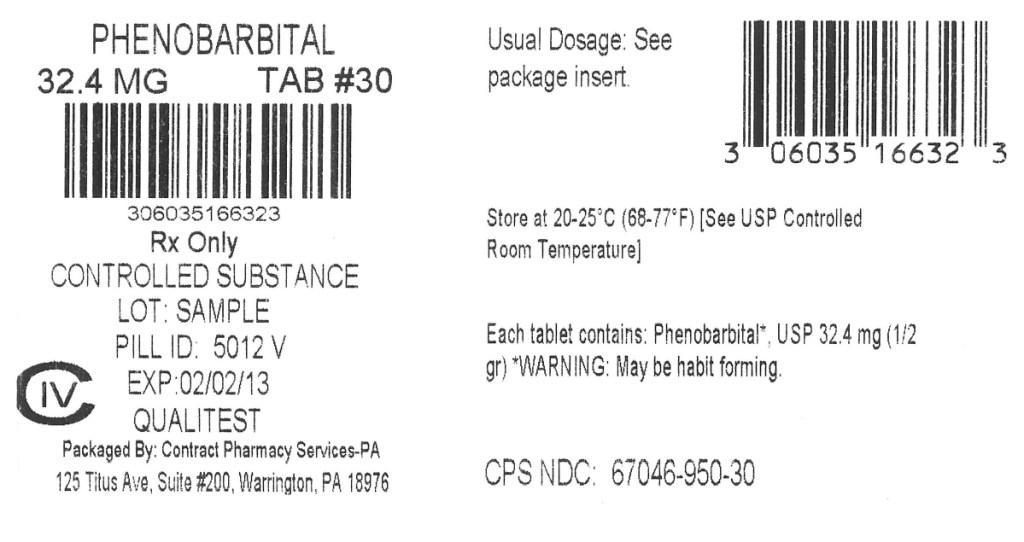 PHENOBARBITAL
32.4 MG TAB #30
306035166323
Rx Only
CONTROLLED SUBSTANCE
LOT: SAMPLE
PILL ID: 5012 V
CIV
EXP:02/02/13
QUALITEST
Packaged By: Contract Pharmacy Services-PA
125 Titus Ave, Suite #200, Warrington, PA 18976
Usual Dosage: See
package insert.
3 06035 16632 3
Store at 20-25°C (68-77°F) [See USP Controlled
Room Temperature]
Each tablet contains: Phenobarbital*, USP 32.4 mg (1/2
gr) *WARNING: May be habit forming.
CPS NDC: 67046-950-30